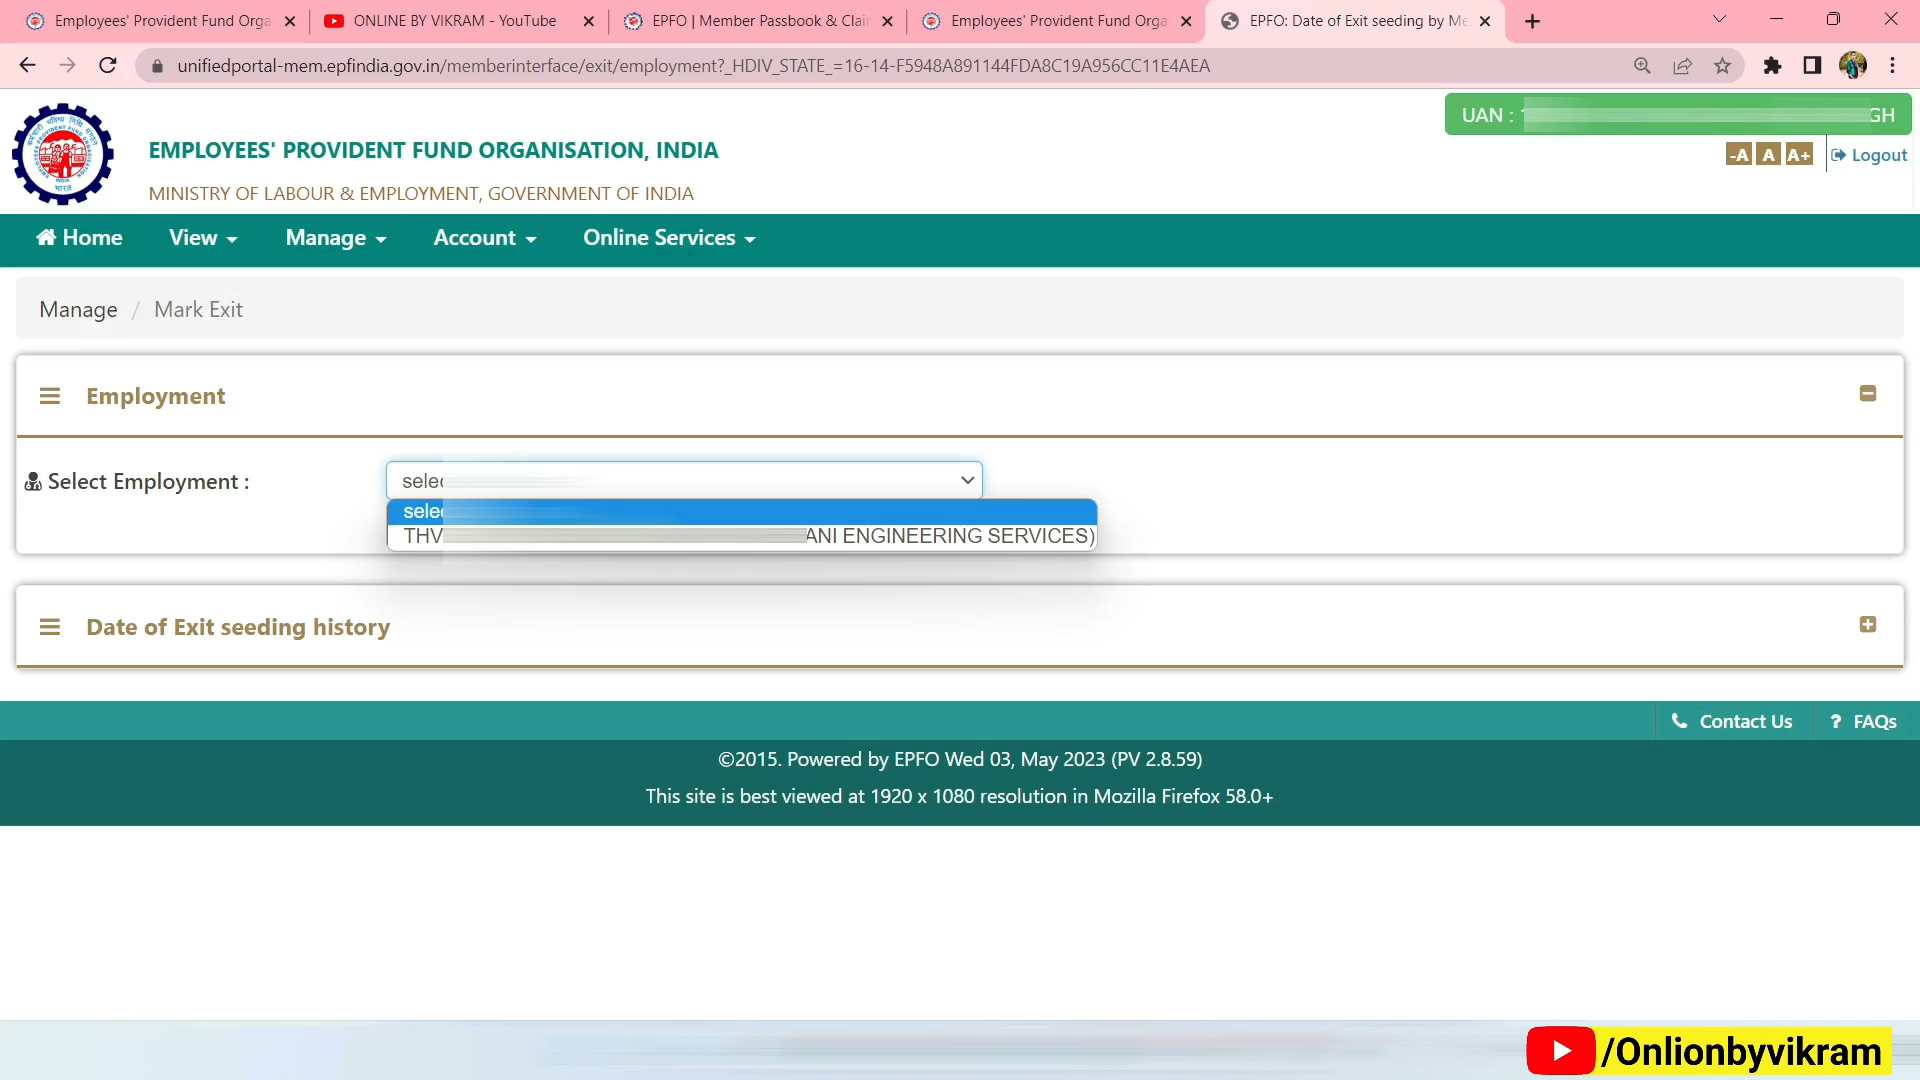 Employees' Provident Fund Orga
ONLINE BY VIKRAM - YouTube
EPFO | Member Passbook & Clai
Employees' Provident Fund Orga
EPFO: Date of Exit seeding by Me
unifiedportal-mem.epfindia.gov.in/memberinterface/exit/employment?_HDIV_STATE_=16-14-F5948A891144FDA8C19A956CC11E4AEA
UAN : GH
EMPLOYEES' PROVIDENT FUND ORGANISATION, INDIA
-A A A+ Logout
MINISTRY OF LABOUR & EMPLOYMENT, GOVERNMENT OF INDIA
Home View Manage Account Online Services
Manage / Mark Exit
Employment
Select Employment : selec
selec
THV ANI ENGINEERING SERVICES)
Date of Exit seeding history
Contact Us ? FAQs
©2015. Powered by EPFO Wed 03, May 2023 (PV 2.8.59)
This site is best viewed at 1920 x 1080 resolution in Mozilla Firefox 58.0+
/Onlionbyvikram